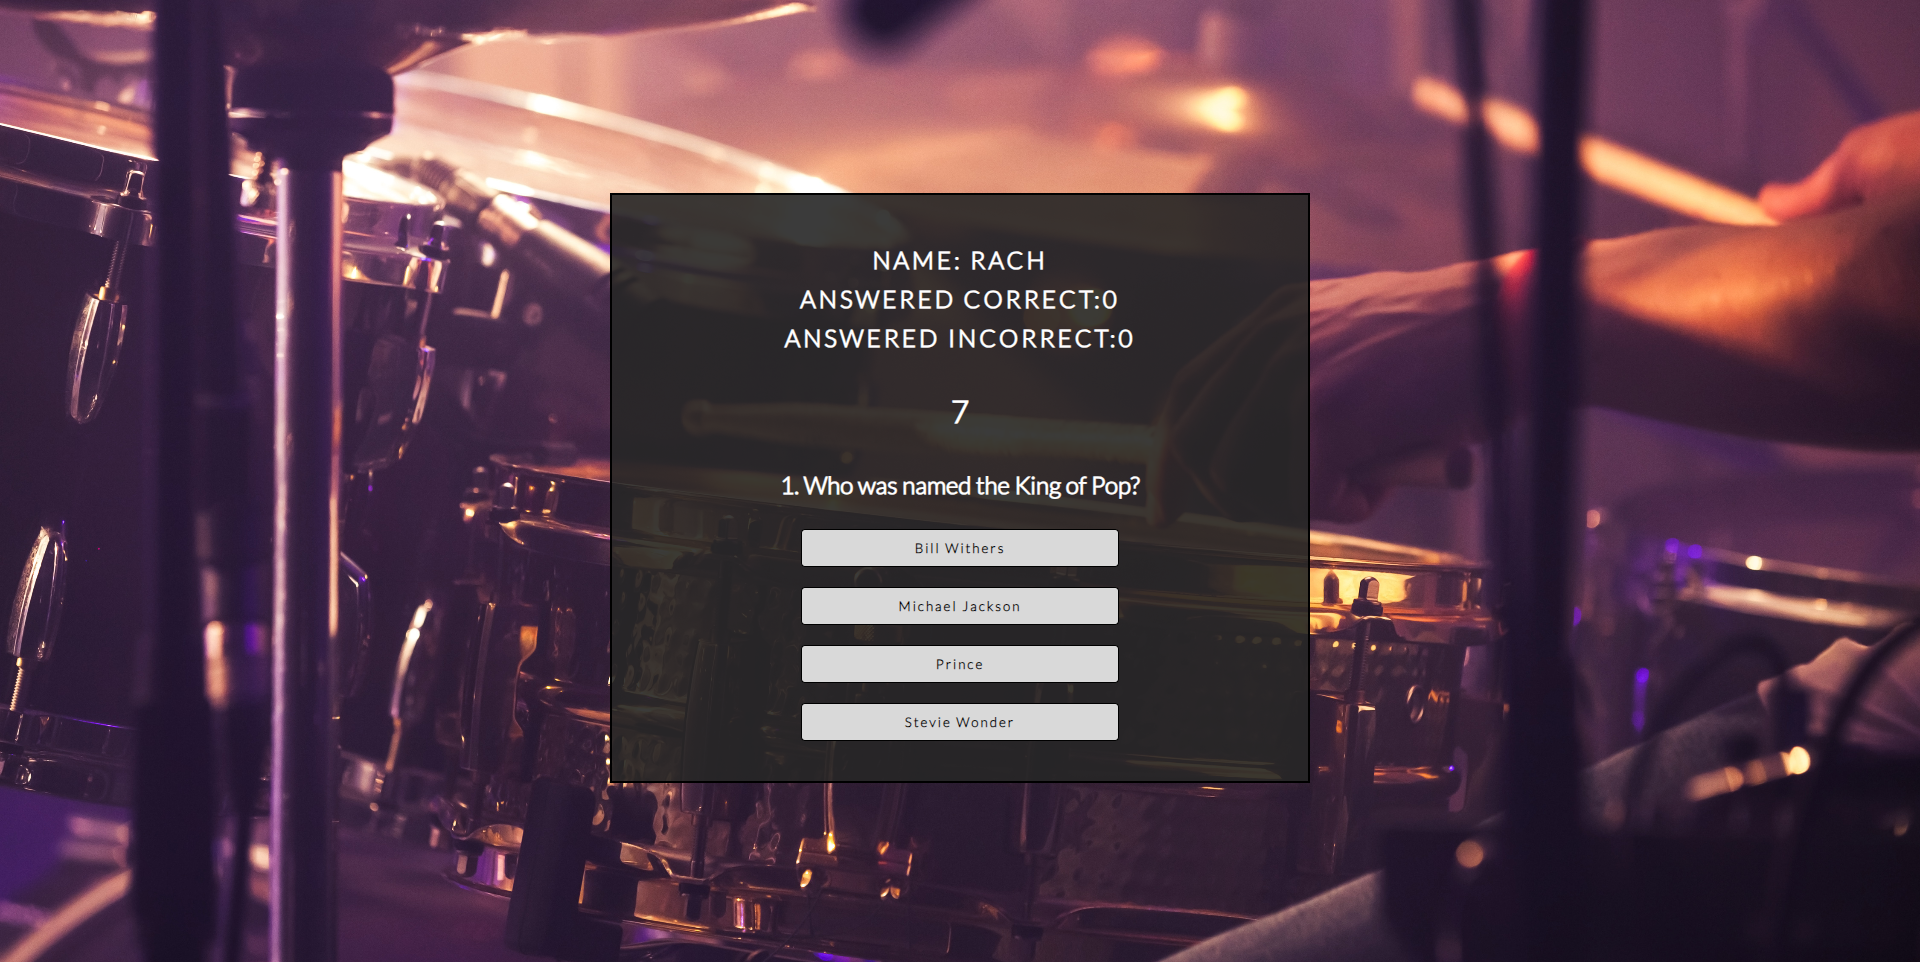 NAME: RACH
ANSWERED CORRECT:0
ANSWERED INCORRECT:0
7
1. Who was named the King of Pop?
Bill Withers
Michael Jackson
Prince
Stevie Wonder